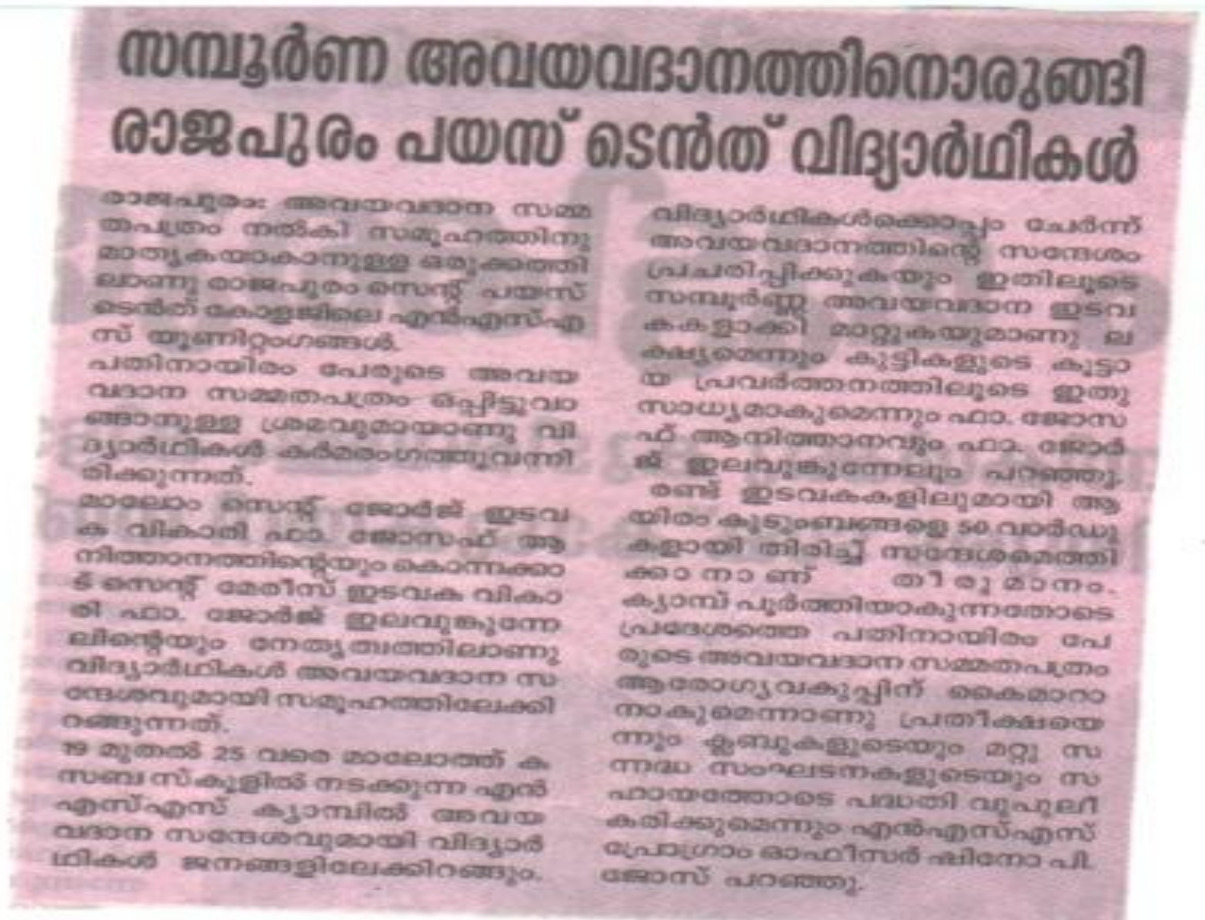 സമ്പൂർണ അവയവദാനത്തിനൊരുങ്ങി
രാജപുരം പയസ് ടെൻത് വിദ്യാർഥികൾ
രാജപുരം: അവയവദാന സമ്മ
തപത്രം നൽകി സമൂഹത്തിനു
മാതൃകയാകാനുള്ള ഒരുക്കത്തി
ലാണു രാജപുരം സെന്റ് പയസ്
ടെൻത് കോളജിലെ എൻഎസ്എ
സ് യൂണിറ്റംഗങ്ങൾ.
പതിനായിരം പേരുടെ അവയ
വദാന സമ്മതപത്രം ഒപ്പിട്ടുവാ
ങ്ങാനുള്ള ശ്രമവുമായാണു വി
ദ്യാർഥികൾ കർമരംഗത്തുവന്നി
രിക്കുന്നത്.
മാലോം സെന്റ് ജോർജ് ഇടവ
ക വികാരി ഫാ. ജോസഫ് ആ
നിത്താനത്തിന്റെയും കൊന്നക്കാ
ട് സെന്റ് മേരീസ് ഇടവക വികാ
രി ഫാ. ജോർജ് ഇലവുങ്കുന്നേ
ലിന്റെയും നേതൃത്വത്തിലാണു
വിദ്യാർഥികൾ അവയവദാന സ
ന്ദേശവുമായി സമൂഹത്തിലേക്കി
റങ്ങുന്നത്.
19 മുതൽ 25 വരെ മാലോത്ത് ക
സബ സ്കൂളിൽ നടക്കുന്ന എൻ
എസ്എസ് ക്യാമ്പിൽ അവയ
വദാന സന്ദേശവുമായി വിദ്യാർ
ഥികൾ ജനങ്ങളിലേക്കിറങ്ങും.
വിദ്യാർഥികൾക്കൊപ്പം ചേർന്ന്
അവയവദാനത്തിന്റെ സന്ദേശം
പ്രചരിപ്പിക്കുകയും ഇതിലൂടെ
സമ്പൂർണ്ണ അവയവദാന ഇടവ
കകളാക്കി മാറ്റുകയുമാണു ല
ക്ഷ്യമെന്നും കുട്ടികളുടെ കൂട്ടാ
യ പ്രവർത്തനത്തിലൂടെ ഇതു
സാധ്യമാകുമെന്നും ഫാ. ജോസ
ഫ് ആനിത്താനവും ഫാ. ജോർ
ജ് ഇലവുങ്കുന്നേലും പറഞ്ഞു.
രണ്ട് ഇടവകകളിലുമായി ആ
യിരം കുടുംബങ്ങളെ 50 വാർഡു
കളായി തിരിച്ച് സന്ദേശമെത്തി
ക്കാനാണ് തീരുമാനം.
ക്യാമ്പ് പൂർത്തിയാകുന്നതോടെ
പ്രദേശത്തെ പതിനായിരം പേ
രുടെ അവയവദാന സമ്മതപത്രം
ആരോഗ്യവകുപ്പിന് കൈമാറാ
നാകുമെന്നാണു പ്രതീക്ഷയെ
ന്നും ക്ലബുകളുടെയും മറ്റു സ
ന്നദ്ധ സംഘടനകളുടെയും സ
ഹായത്തോടെ പദ്ധതി വ്യപുലീ
കരിക്കുമെന്നും എൻഎസ്എസ്
പ്രോഗ്രാം ഓഫീസർ ഷിനോ പി.
ജോസ് പറഞ്ഞു.